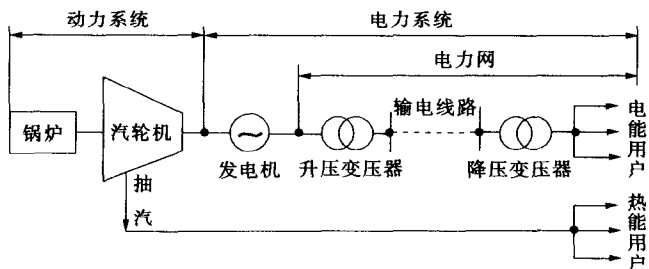 动力系统
电力系统
电力网
锅炉
汽轮机
发电机
升压变压器
输电线路
降压变压器
电能用户
抽汽
热能用户